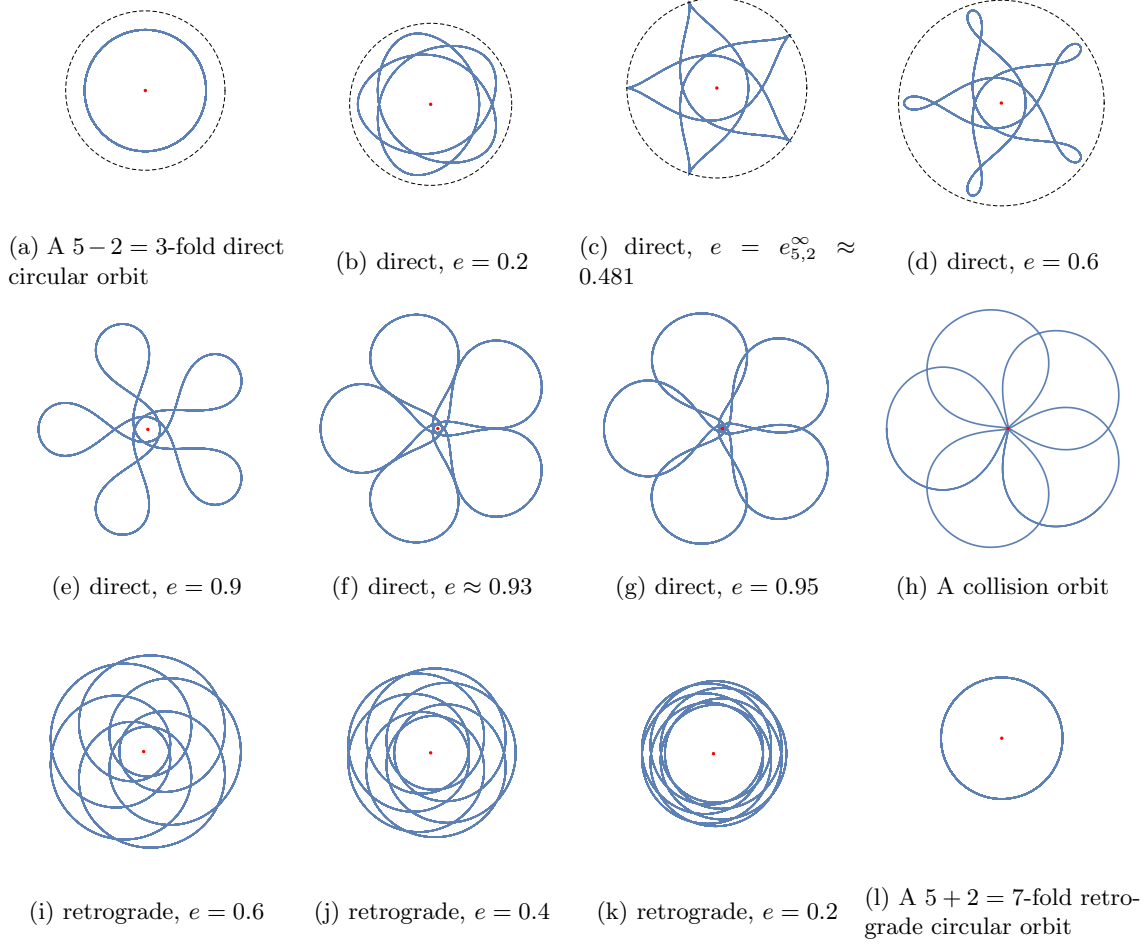 (a) A 5 − 2 = 3-fold direct
circular orbit
(b) direct, e = 0.2
(c) direct, e = e_{5,2}^∞ ≈
0.481
(d) direct, e = 0.6
(e) direct, e = 0.9
(f) direct, e ≈ 0.93
(g) direct, e = 0.95
(h) A collision orbit
(i) retrograde, e = 0.6
(j) retrograde, e = 0.4
(k) retrograde, e = 0.2
(l) A 5 + 2 = 7-fold retro-
grade circular orbit